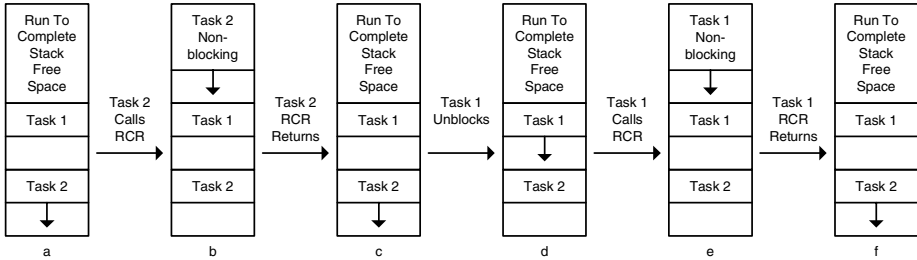 Run To
Complete
Stack
Free
Space
Task 1
Task 2
a
Task 2
Calls
RCR
Task 2
Non-
blocking
Task 1
Task 2
b
Task 2
RCR
Returns
Run To
Complete
Stack
Free
Space
Task 1
Task 2
c
Task 1
Unblocks
Run To
Complete
Stack
Free
Space
Task 1
Task 2
d
Task 1
Calls
RCR
Task 1
Non-
blocking
Task 1
Task 2
e
Task 1
RCR
Returns
Run To
Complete
Stack
Free
Space
Task 1
Task 2
f